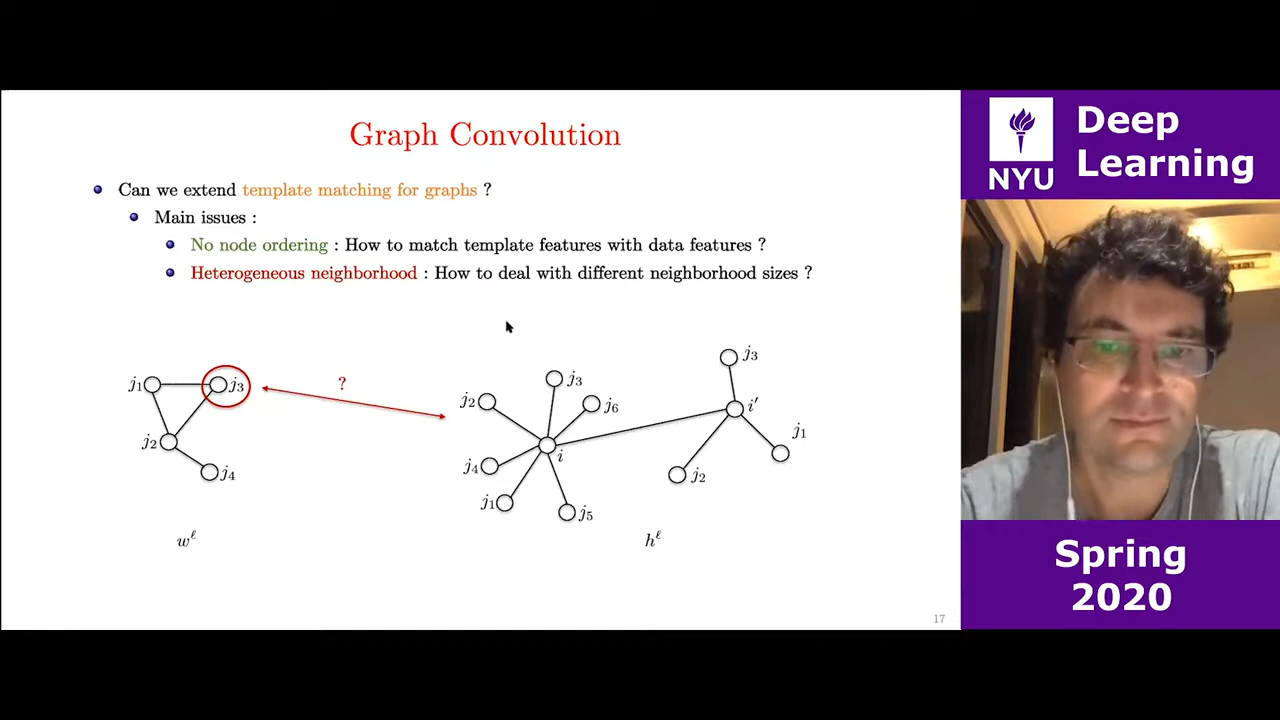 Graph Convolution
Can we extend template matching for graphs ?
Main issues :
No node ordering : How to match template features with data features ?
Heterogeneous neighborhood : How to deal with different neighborhood sizes ?
j₁
j₃
j₂
j₄
?
j₃
j₂
j₆
i
j₄
j₁
j₅
j₃
i′
j₁
j₂
wˡ
hˡ
17
NYU
Deep
Learning
Spring
2020